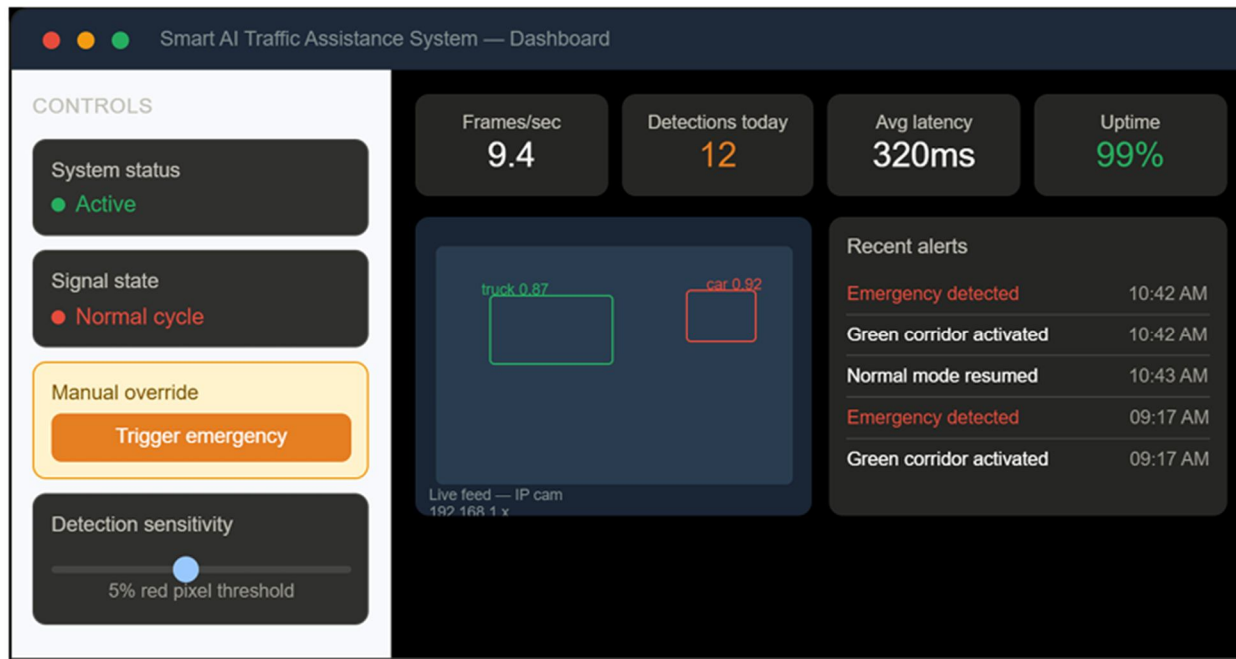 Smart AI Traffic Assistance System — Dashboard
CONTROLS
System status
Active
Signal state
Normal cycle
Manual override
Trigger emergency
Detection sensitivity
5% red pixel threshold
Frames/sec
9.4
Detections today
12
Avg latency
320ms
Uptime
99%
truck 0.87
car 0.92
Live feed — IP cam
192.168.1.x
Recent alerts
Emergency detected 10:42 AM
Green corridor activated 10:42 AM
Normal mode resumed 10:43 AM
Emergency detected 09:17 AM
Green corridor activated 09:17 AM